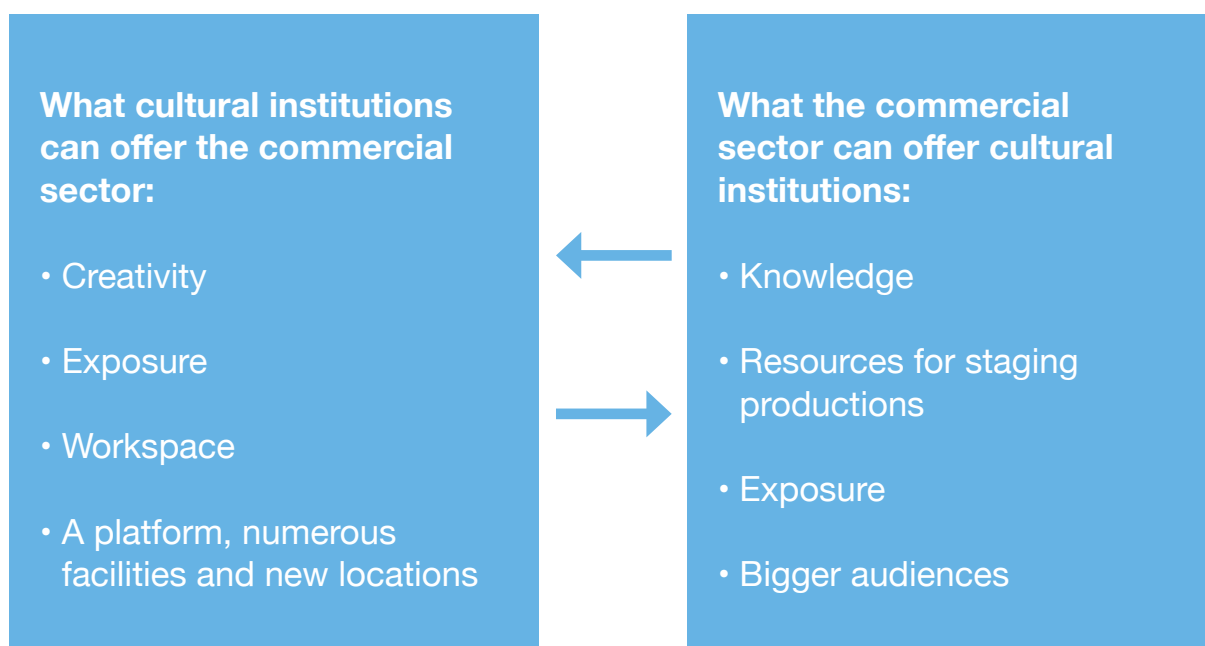 What cultural institutions
can offer the commercial
sector:
• Creativity
• Exposure
• Workspace
• A platform, numerous
facilities and new locations
What the commercial
sector can offer cultural
institutions:
• Knowledge
• Resources for staging
productions
• Exposure
• Bigger audiences